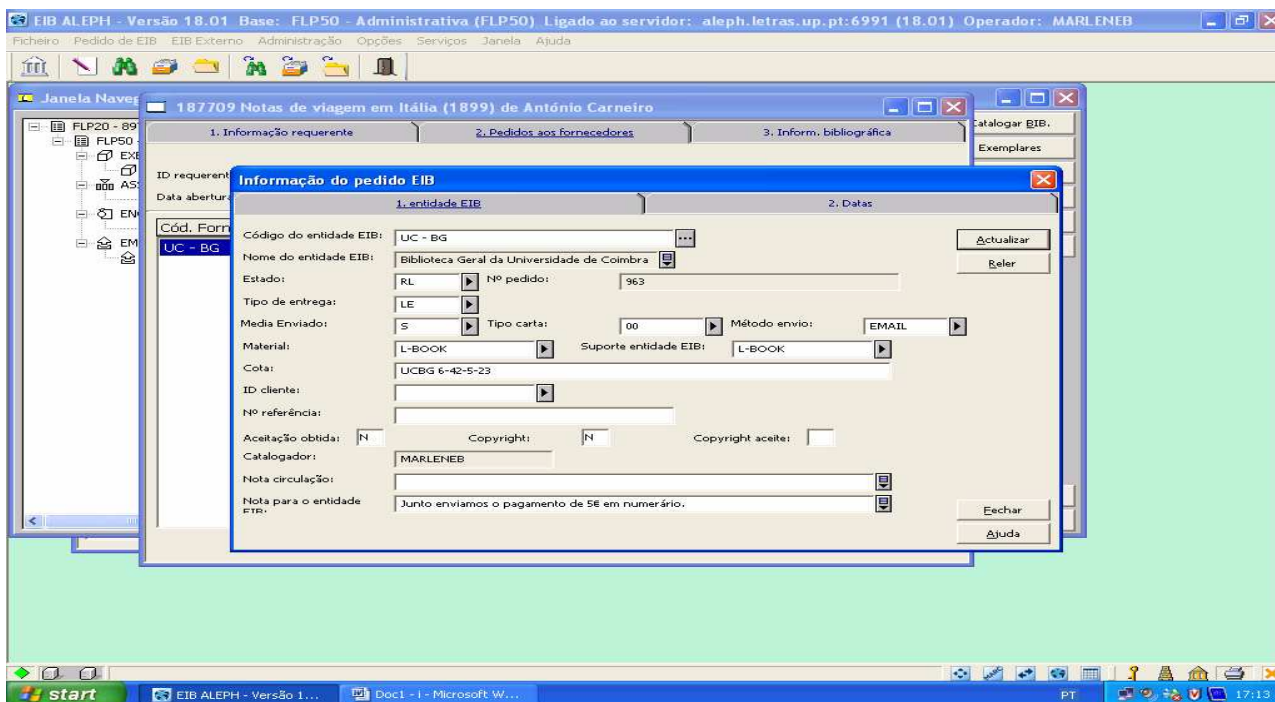 EIB ALEPH - Versão 18.01 Base: FLP50 - Administrativa (FLP50) Ligado ao servidor: aleph.letras.up.pt:6991 (18.01) Operador: MARLENEB
Ficheiro Pedido de EIB EIB Externo Administração Opções Serviços Janela Ajuda
Janela Naveg
187709 Notas de viagem em Itália (1899) de António Carneiro
Catalogar BIB.
FLP20 - 89
1. Informação requerente 2. Pedidos aos fornecedores 3. Inform. bibliográfica
FLP50 -
Exemplares
EXE
ID requerent
AS
Data abertura
EN
EM
Cód. Forn
UC - BG
Informação do pedido EIB
1. entidade EIB 2. Datas
Código do entidade EIB: UC - BG ...
Actualizar
Nome do entidade EIB: Biblioteca Geral da Universidade de Coimbra
Reler
Estado: RL Nº pedido: 963
Tipo de entrega: LE
Media Enviado: S Tipo carta: 00 Método envio: EMAIL
Material: L-BOOK Suporte entidade EIB: L-BOOK
Cota: UCBG 6-42-5-23
ID cliente:
Nº referência:
Aceitação obtida: N Copyright: N Copyright aceite:
Catalogador: MARLENEB
Nota circulação:
Nota para o entidade EIB: Junto enviamos o pagamento de 5€ em numerário.
Fechar
Ajuda
start EIB ALEPH - Versão 1... Doc1 - i - Microsoft W... PT 17:13